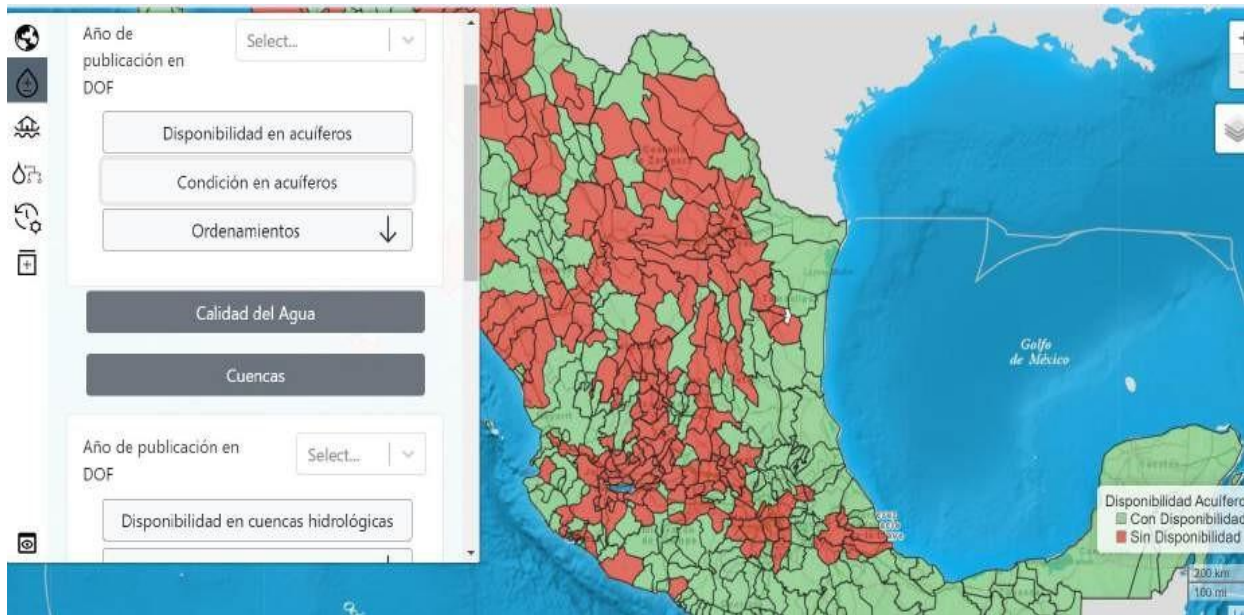 Año de
publicación en
DOF
Select...
Disponibilidad en acuíferos
Condición en acuíferos
Ordenamientos
Calidad del Agua
Cuencas
Año de publicación en
DOF
Select...
Disponibilidad en cuencas hidrológicas
Golfo
de México
Disponibilidad Acuífero
Con Disponibilidad
Sin Disponibilidad
200 km
100 mi